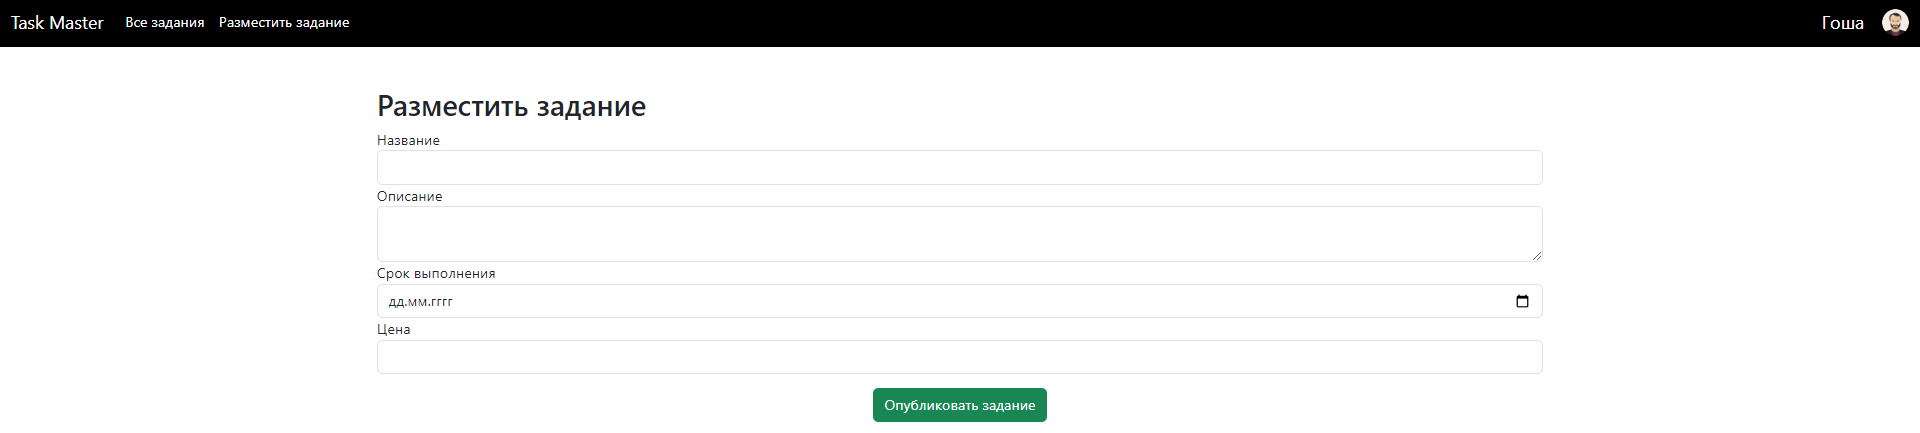 Task Master Все задания Разместить задание Гоша
Разместить задание
Название
Описание
Срок выполнения
дд.мм.гггг
Цена
Опубликовать задание